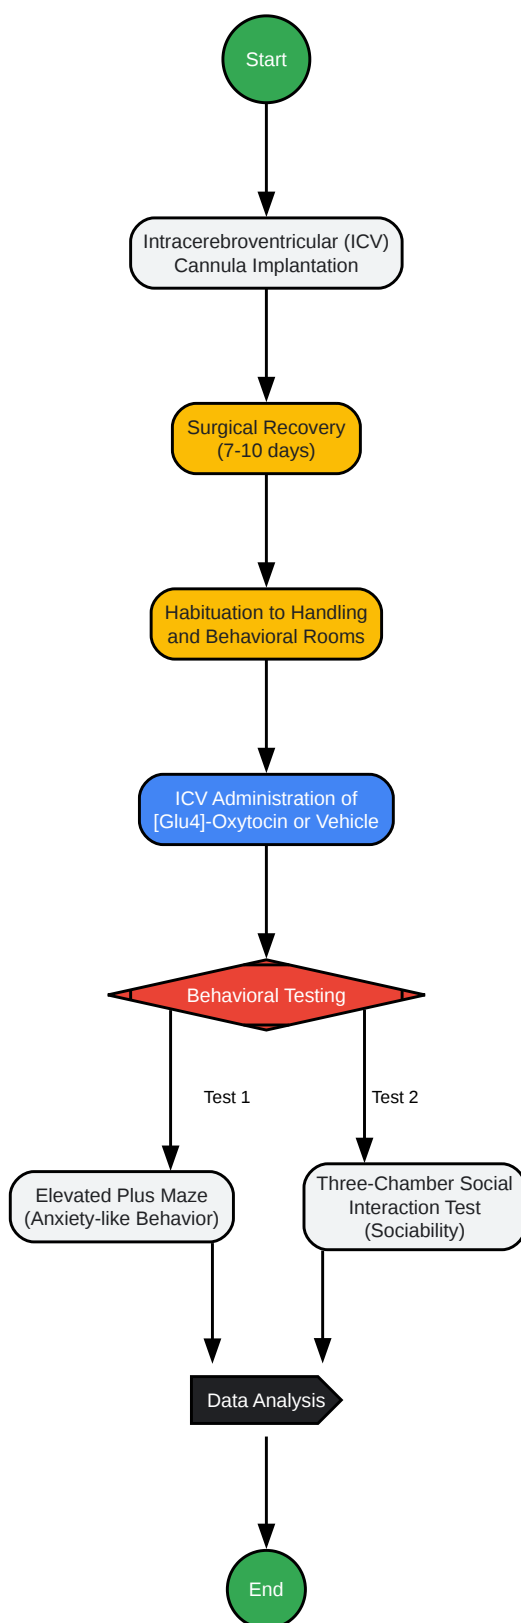 Start
Intracerebroventricular (ICV)
Cannula Implantation
Surgical Recovery
(7-10 days)
Habituation to Handling
and Behavioral Rooms
ICV Administration of
[Glu4]-Oxytocin or Vehicle
Behavioral Testing
Test 1
Test 2
Elevated Plus Maze
(Anxiety-like Behavior)
Three-Chamber Social
Interaction Test
(Sociability)
Data Analysis
End